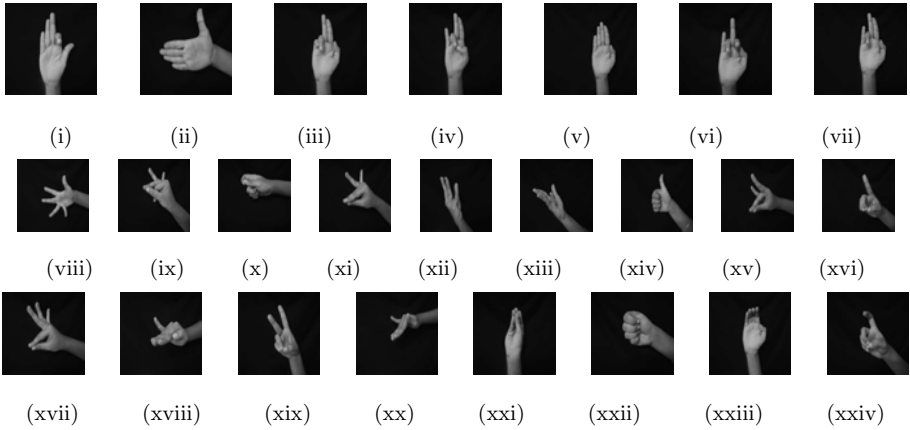 (i) (ii) (iii) (iv) (v) (vi) (vii)
(viii) (ix) (x) (xi) (xii) (xiii) (xiv) (xv) (xvi)
(xvii) (xviii) (xix) (xx) (xxi) (xxii) (xxiii) (xxiv)